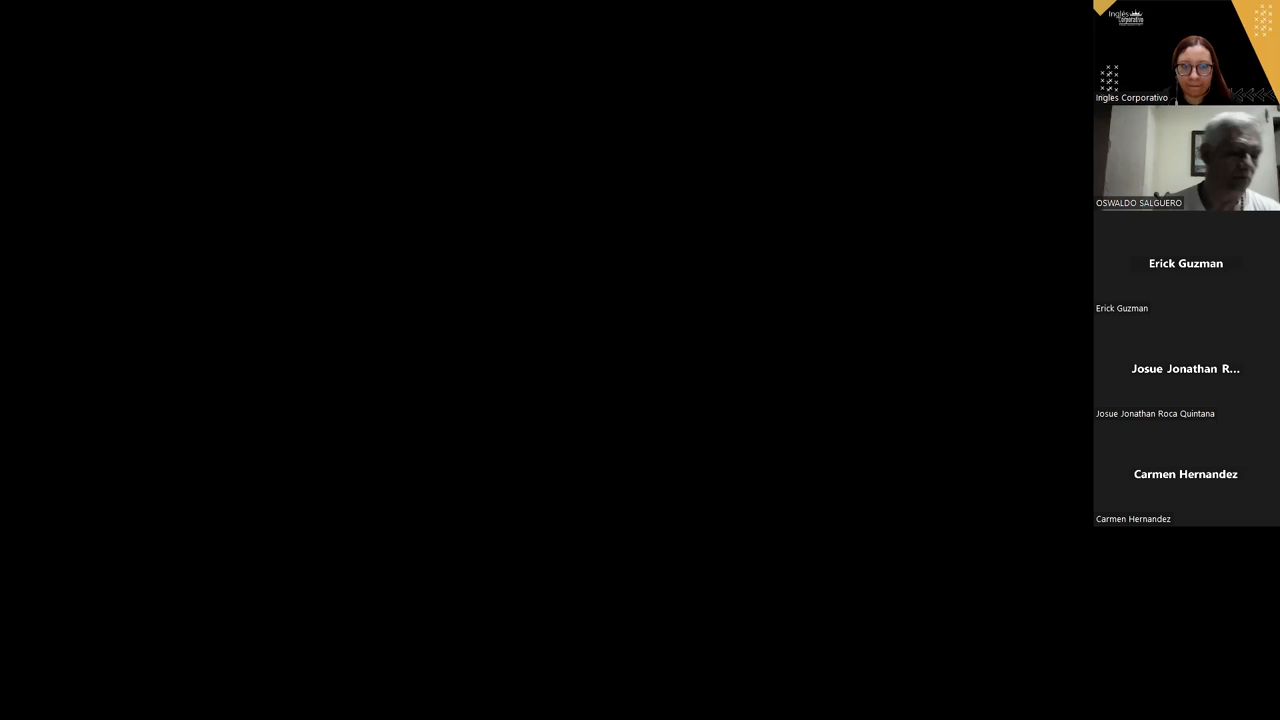 Inglés
Corporativo
Ingles Corporativo
OSWALDO SALGUERO
Erick Guzman
Erick Guzman
Josue Jonathan R...
Josue Jonathan Roca Quintana
Carmen Hernandez
Carmen Hernandez